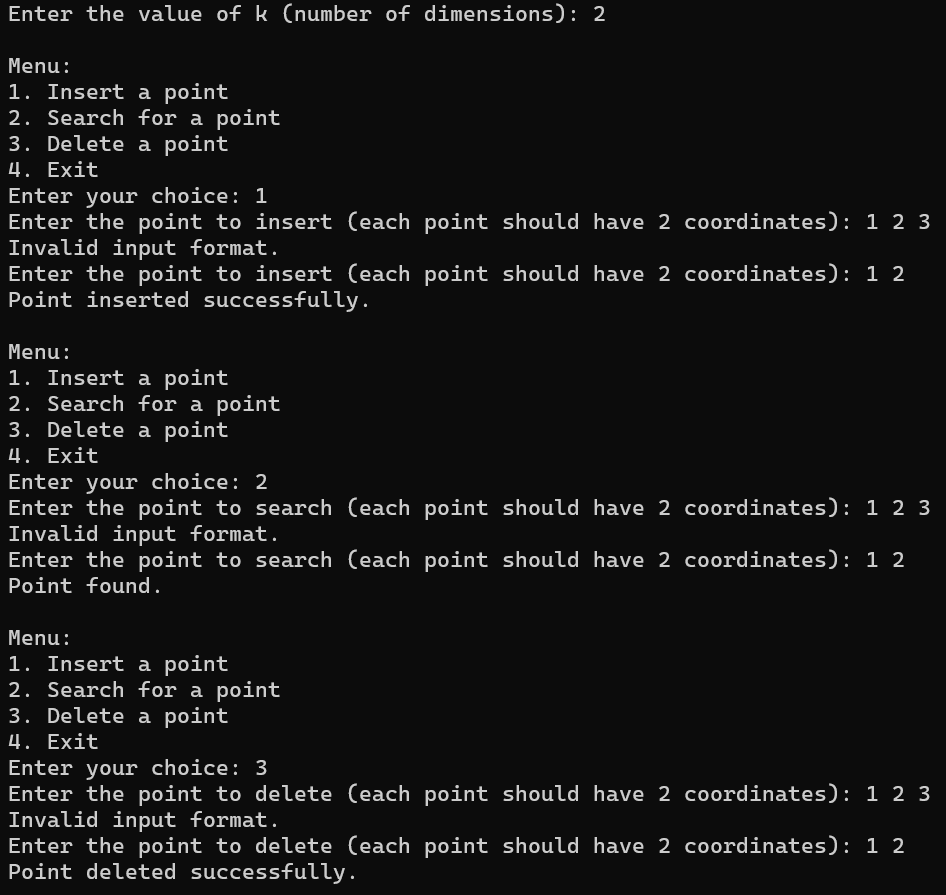 Enter the value of k (number of dimensions): 2
Menu:
1. Insert a point
2. Search for a point
3. Delete a point
4. Exit
Enter your choice: 1
Enter the point to insert (each point should have 2 coordinates): 1 2 3
Invalid input format.
Enter the point to insert (each point should have 2 coordinates): 1 2
Point inserted successfully.
Menu:
1. Insert a point
2. Search for a point
3. Delete a point
4. Exit
Enter your choice: 2
Enter the point to search (each point should have 2 coordinates): 1 2 3
Invalid input format.
Enter the point to search (each point should have 2 coordinates): 1 2
Point found.
Menu:
1. Insert a point
2. Search for a point
3. Delete a point
4. Exit
Enter your choice: 3
Enter the point to delete (each point should have 2 coordinates): 1 2 3
Invalid input format.
Enter the point to delete (each point should have 2 coordinates): 1 2
Point deleted successfully.